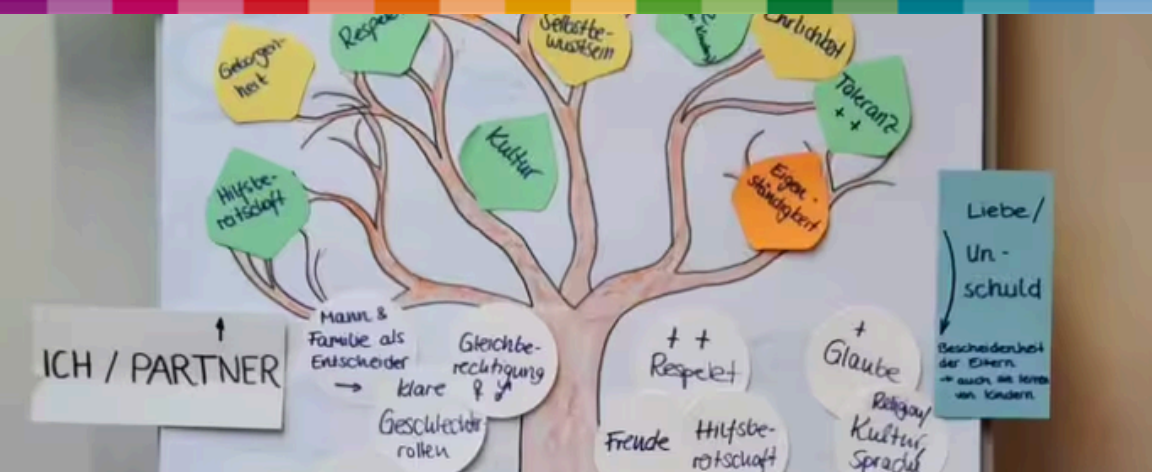 Geborgen-
heit
Respekt
Selbstbe-
wusstsein
Ehrlichkeit
Toleranz
+ +
Kultur
Hilfsbe-
reitschaft
Eigen-
ständigkeit
Liebe/
Un-
schuld
Bescheidenheit
der Eltern
→ auch sie lernen
von Kindern
↑
ICH / PARTNER
Mann &
Familie als
Entscheider
→ klare
Geschlechter-
rollen
Gleichbe-
rechtigung
♀ ♂
+ +
Respekt
Freude
Hilfsbe-
reitschaft
+
Glaube
Religion/
Kultur,
Sprache